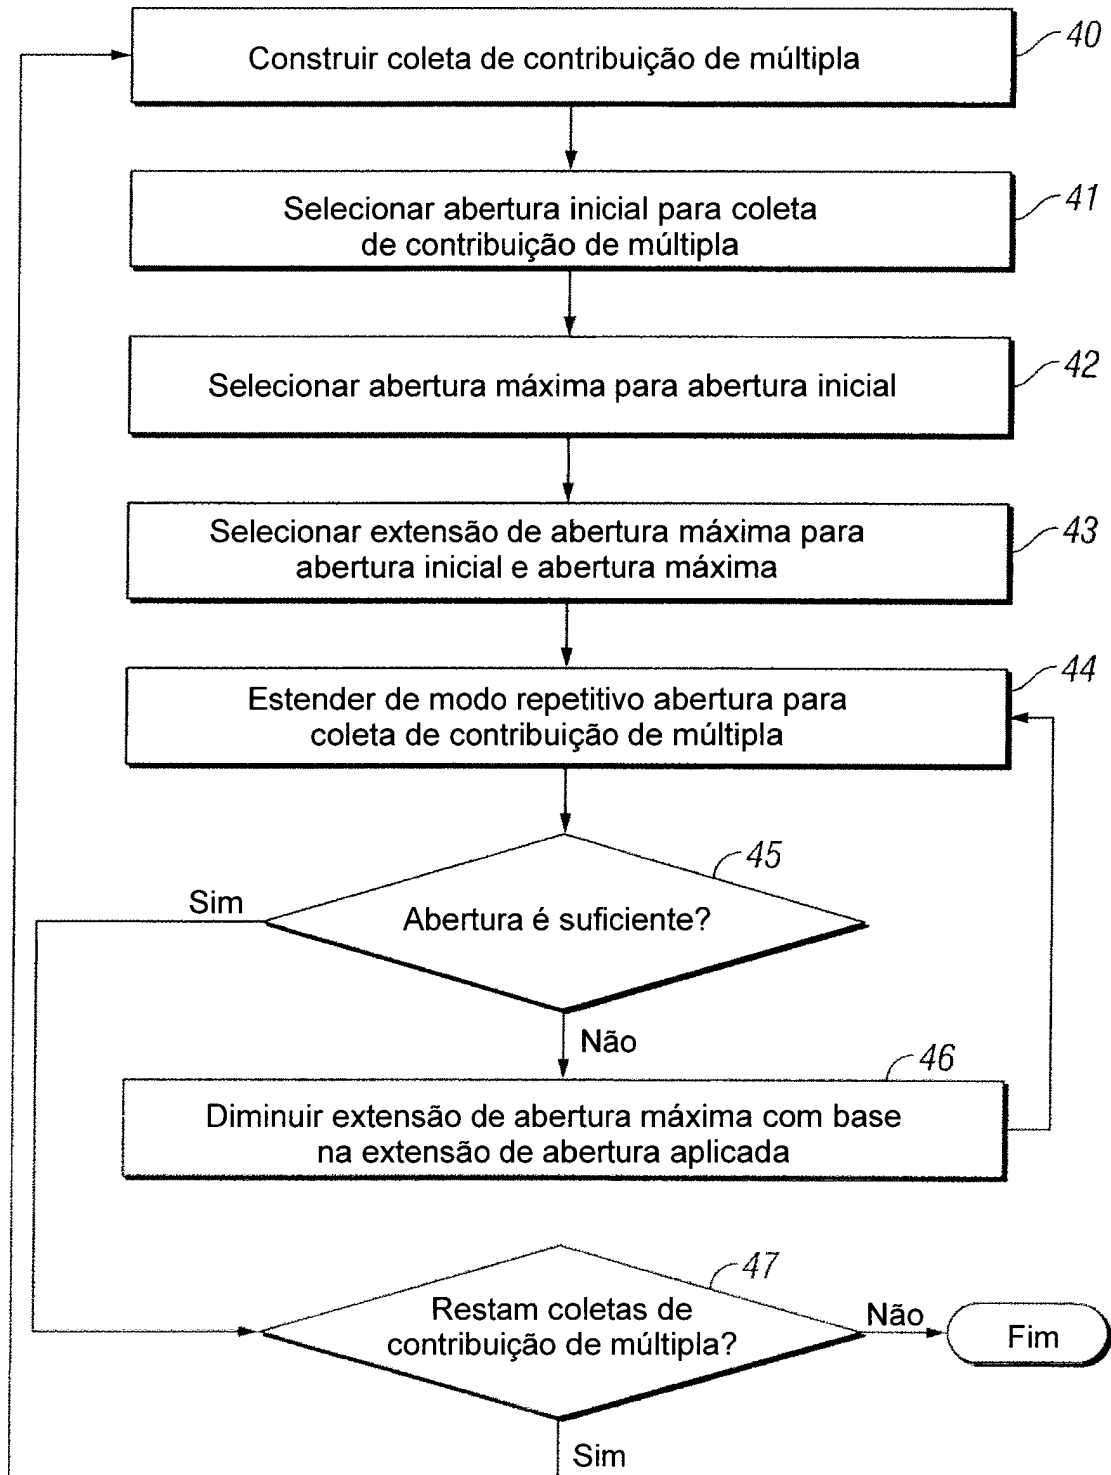 Construir coleta de contribuição de múltipla
40
Selecionar abertura inicial para coleta
de contribuição de múltipla
41
Selecionar abertura máxima para abertura inicial
42
Selecionar extensão de abertura máxima para
abertura inicial e abertura máxima
43
Estender de modo repetitivo abertura para
coleta de contribuição de múltipla
44
45
Sim
Abertura é suficiente?
Não
46
Diminuir extensão de abertura máxima com base
na extensão de abertura aplicada
47
Restam coletas de
contribuição de múltipla?
Não
Fim
Sim